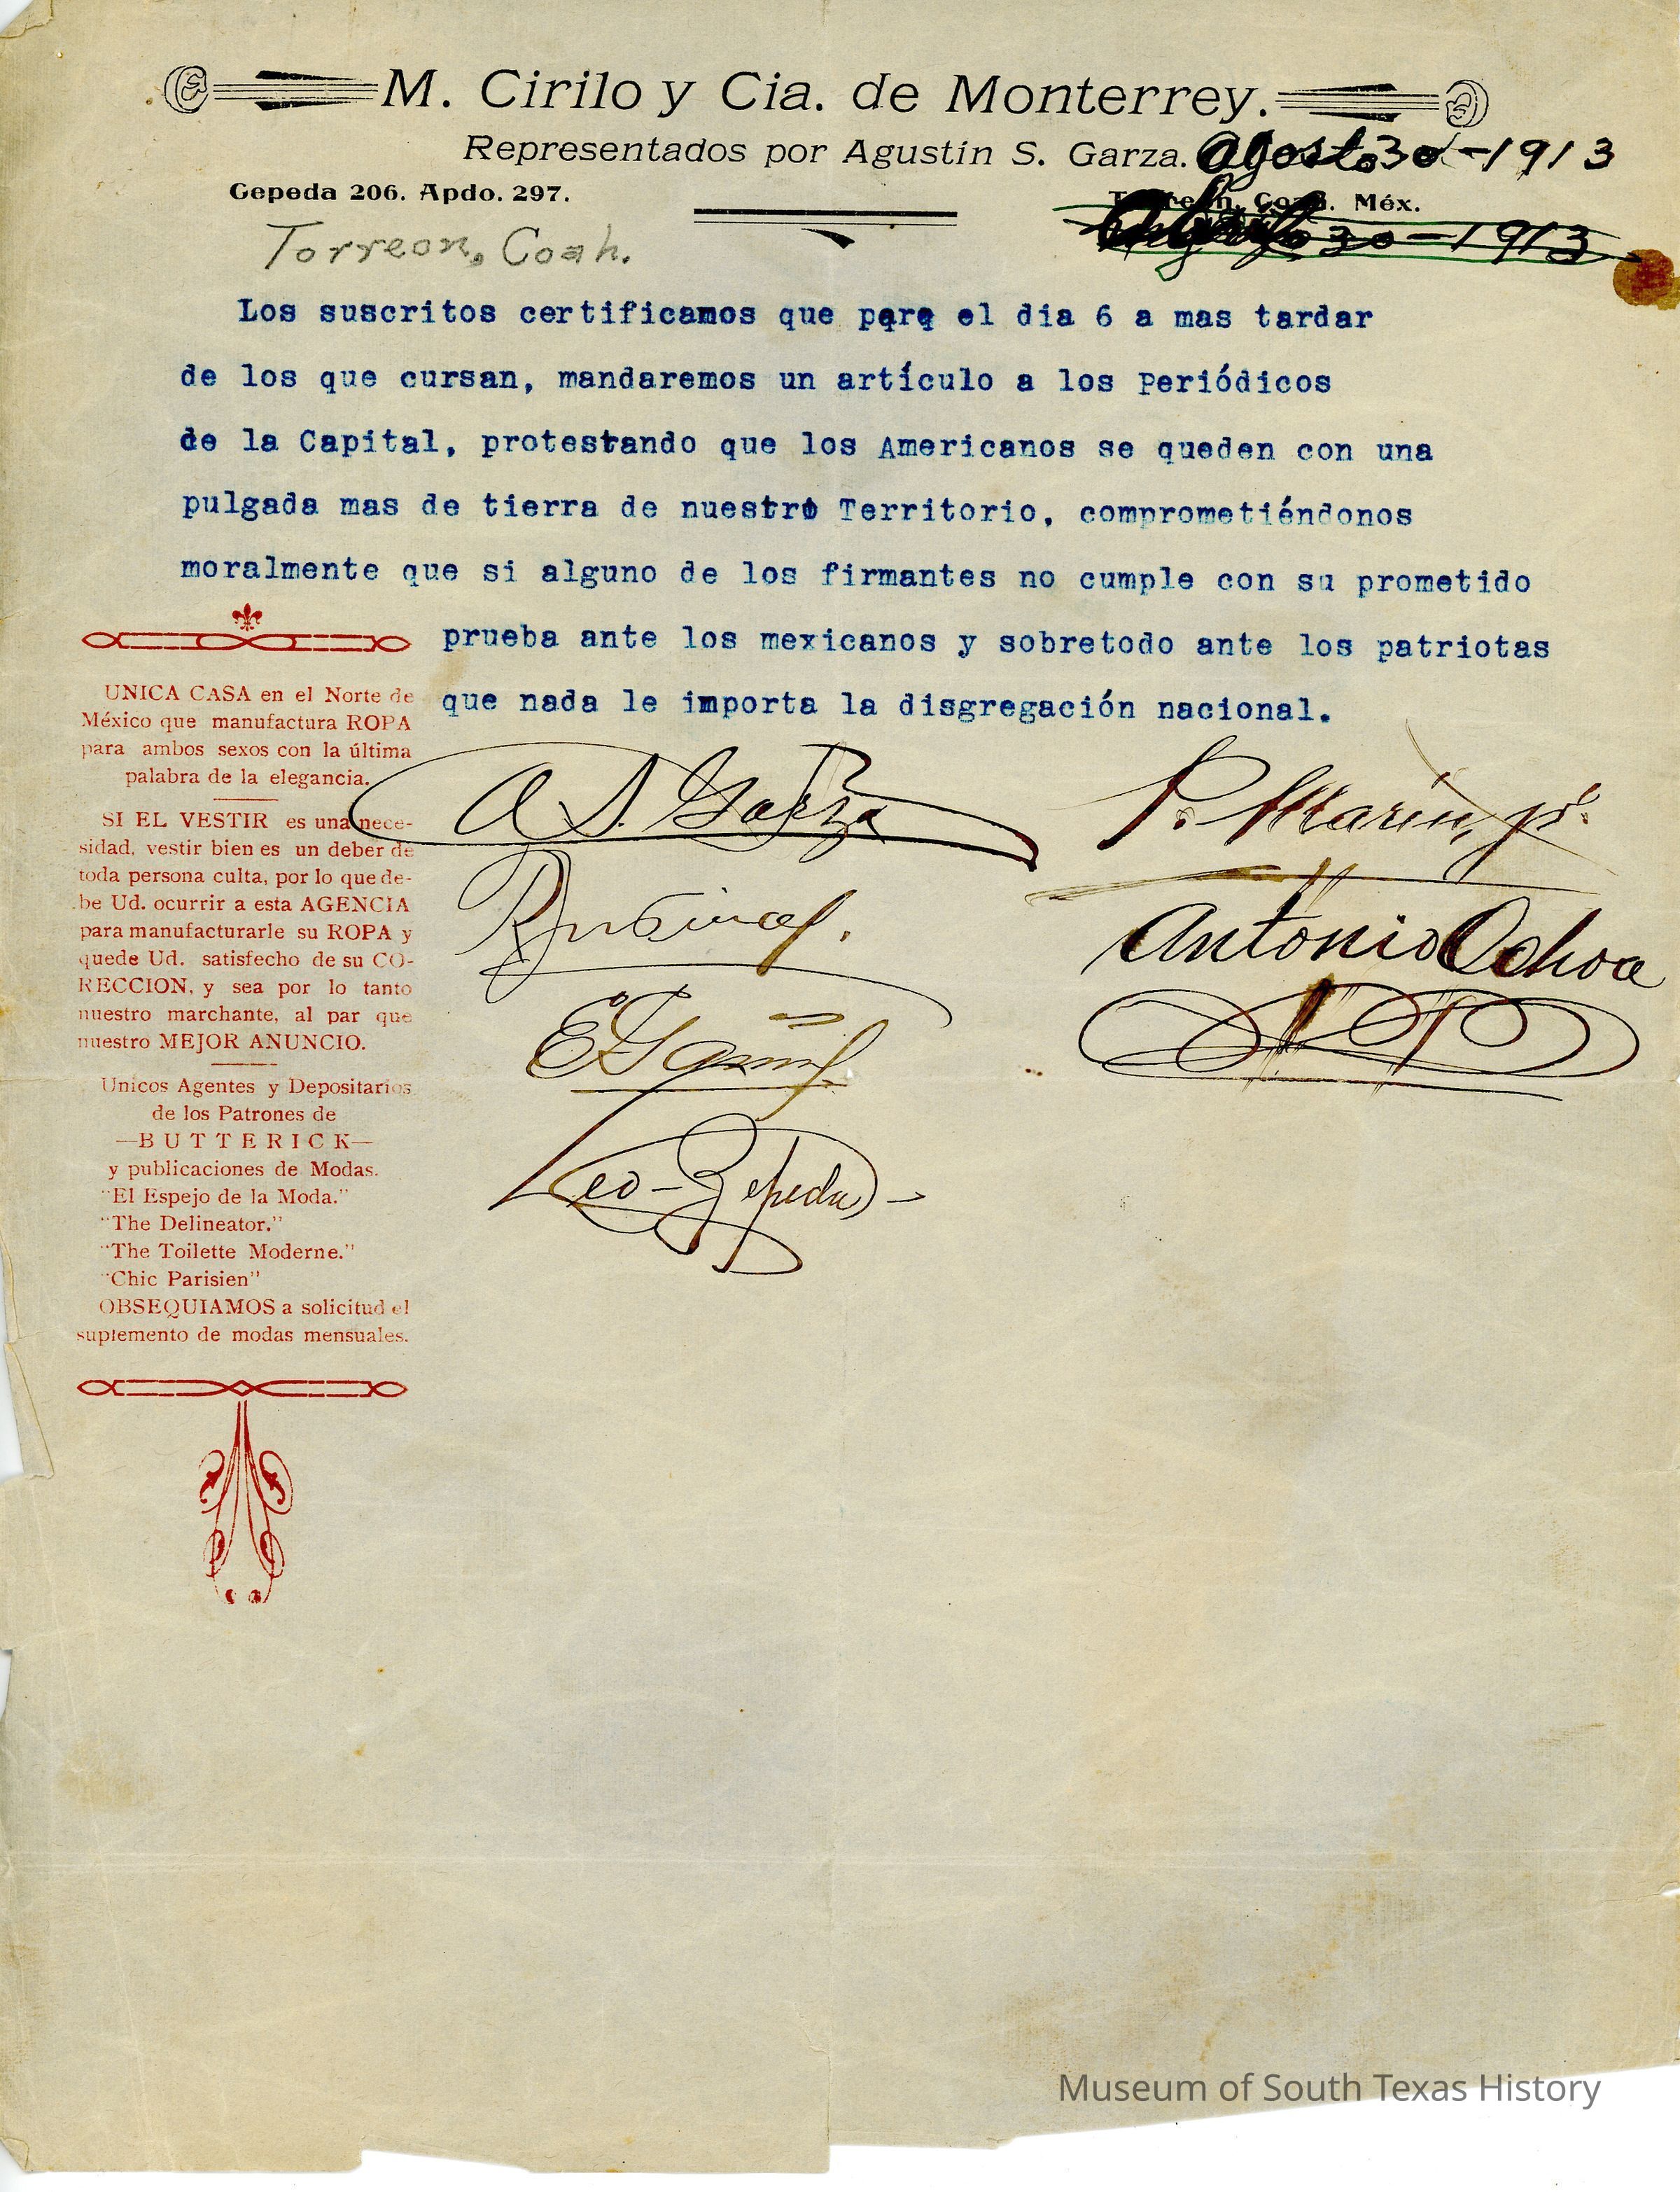 M. Cirilo y Cia. de Monterrey.
Representados por Agustín S. Garza. Agosto 30-1913
Cepeda 206. Apdo. 297.
Torreón, Coah. Méx.
Torreon, Coah.
30-1913
Los suscritos certificamos que para el dia 6 a mas tardar
de los que cursan, mandaremos un artículo a los Periódicos
de la Capital, protestando que los Americanos se queden con una
pulgada mas de tierra de nuestro Territorio, comprometiéndonos
moralmente que si alguno de los firmantes no cumple con su prometido
prueba ante los mexicanos y sobretodo ante los patriotas
que nada le importa la disgregación nacional.
UNICA CASA en el Norte de
México que manufactura ROPA
para ambos sexos con la última
palabra de la elegancia.
SI EL VESTIR es una nece-
sidad, vestir bien es un deber de
toda persona culta, por lo que de-
be Ud. ocurrir a esta AGENCIA
para manufacturarle su ROPA y
quede Ud. satisfecho de su CO-
RECCION, y sea por lo tanto
nuestro marchante, al par que
nuestro MEJOR ANUNCIO.
Unicos Agentes y Depositarios
de los Patrones de
—BUTTERICK—
y publicaciones de Modas.
"El Espejo de la Moda."
"The Delineator."
"The Toilette Moderne."
"Chic Parisien"
OBSEQUIAMOS a solicitud el
suplemento de modas mensuales.
A S. Garza
P. Marin, jr.
Antonio Ochoa
Leo-Zepeda-
Museum of South Texas History